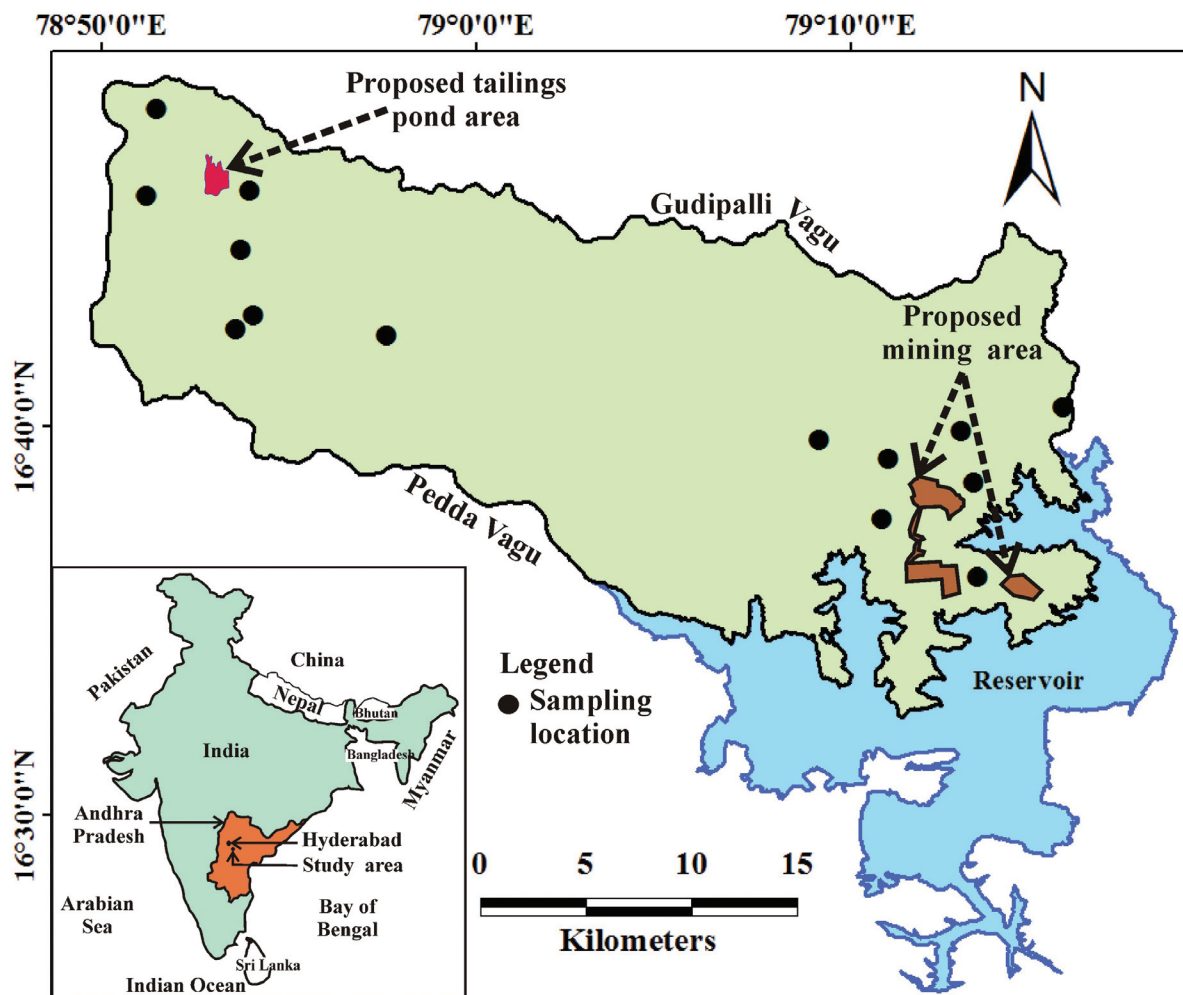 78°50'0"E
79°0'0"E
79°10'0"E
Proposed tailings
pond area
N
Gudipalli Vagu
Proposed
mining area
16°40'0"N
Pedda Vagu
Reservoir
Legend
Sampling
location
16°30'0"N
Pakistan
China
Nepal
Bhutan
India
Bangladesh
Myanmar
Andhra
Pradesh
Hyderabad
Study area
Arabian
Sea
Bay of
Bengal
Sri Lanka
Indian Ocean
0 5 10 15
Kilometers